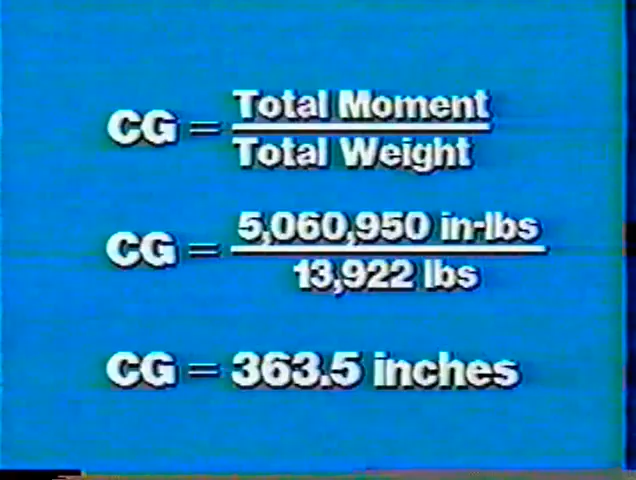 CG = Total Moment / Total Weight
CG = 5,060,950 in-lbs / 13,922 lbs
CG = 363.5 inches